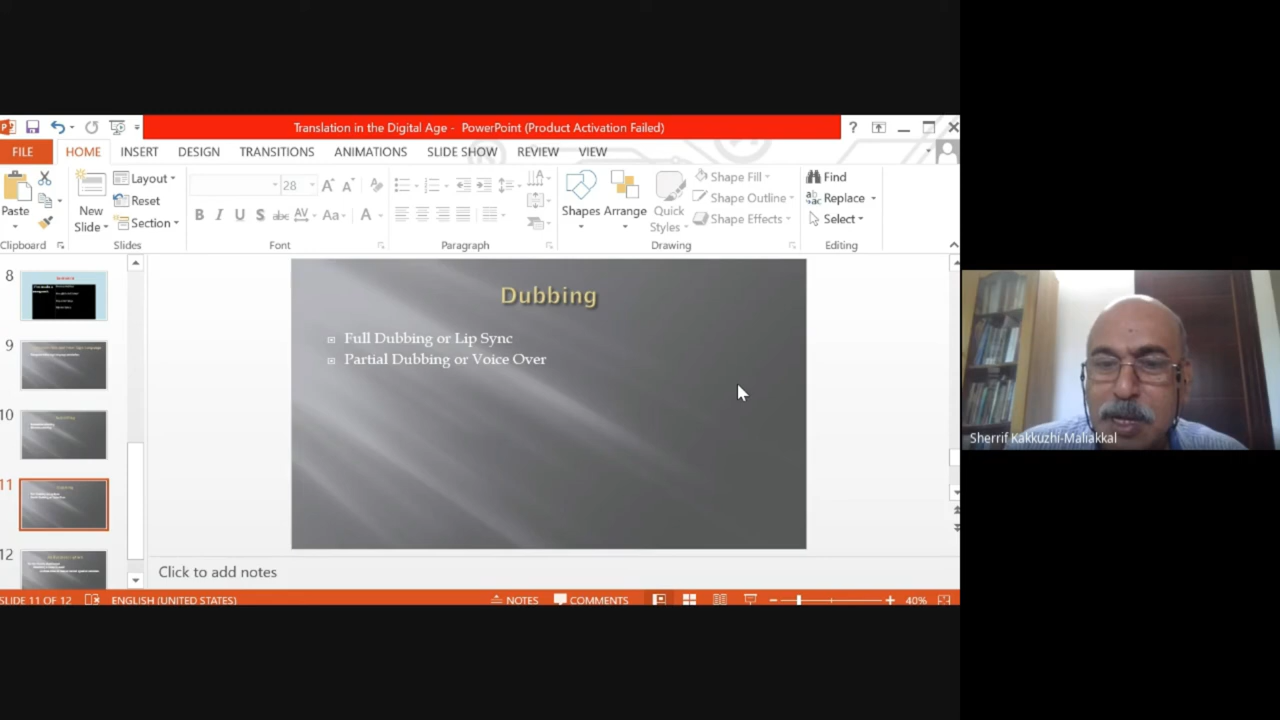 Translation in the Digital Age - PowerPoint (Product Activation Failed)
?
FILE
HOME
INSERT
DESIGN
TRANSITIONS
ANIMATIONS
SLIDE SHOW
REVIEW
VIEW
Paste
Clipboard
New
Slide
Layout
Reset
Section
Slides
28
B I U S abc AV Aa A
Font
Paragraph
Shapes
Arrange
Quick
Styles
Shape Fill
Shape Outline
Shape Effects
Drawing
Find
Replace
Select
Editing
8
9
10
11
12
Dubbing
Full Dubbing or Lip Sync
Partial Dubbing or Voice Over
Click to add notes
SLIDE 11 OF 12
ENGLISH (UNITED STATES)
NOTES
COMMENTS
40%
Sherrif Kakkuzhi-Maliakkal